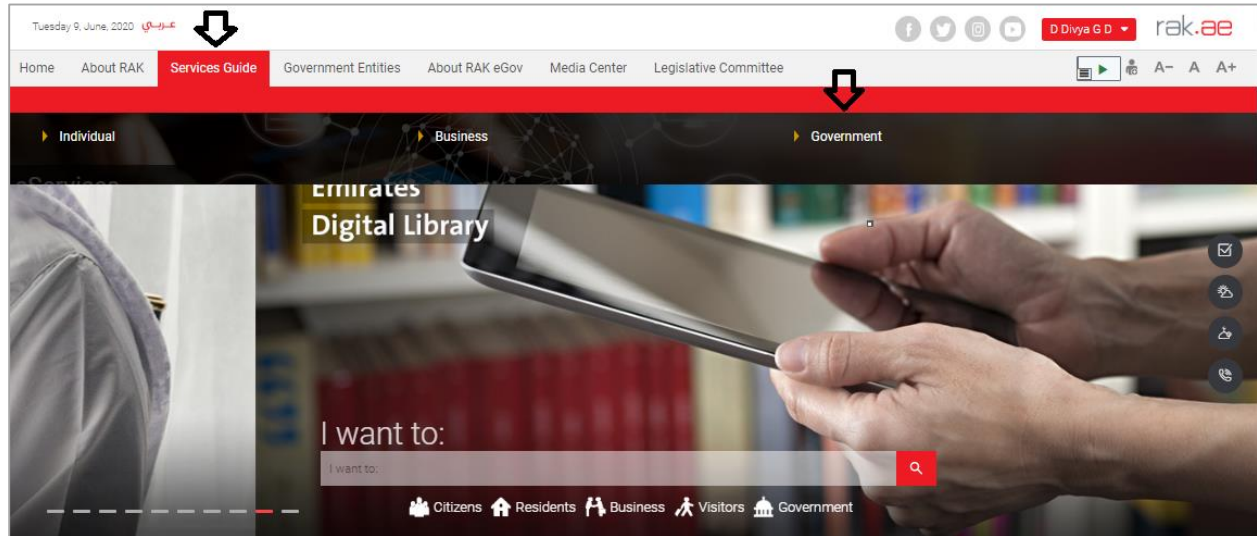 Tuesday 9, June, 2020 عربي
D Divya G D
rak.ae
Home About RAK Services Guide Government Entities About RAK eGov Media Center Legislative Committee A- A A+
Individual Business Government
eServices
Emirates
Digital Library
I want to:
I want to:
Citizens Residents Business Visitors Government